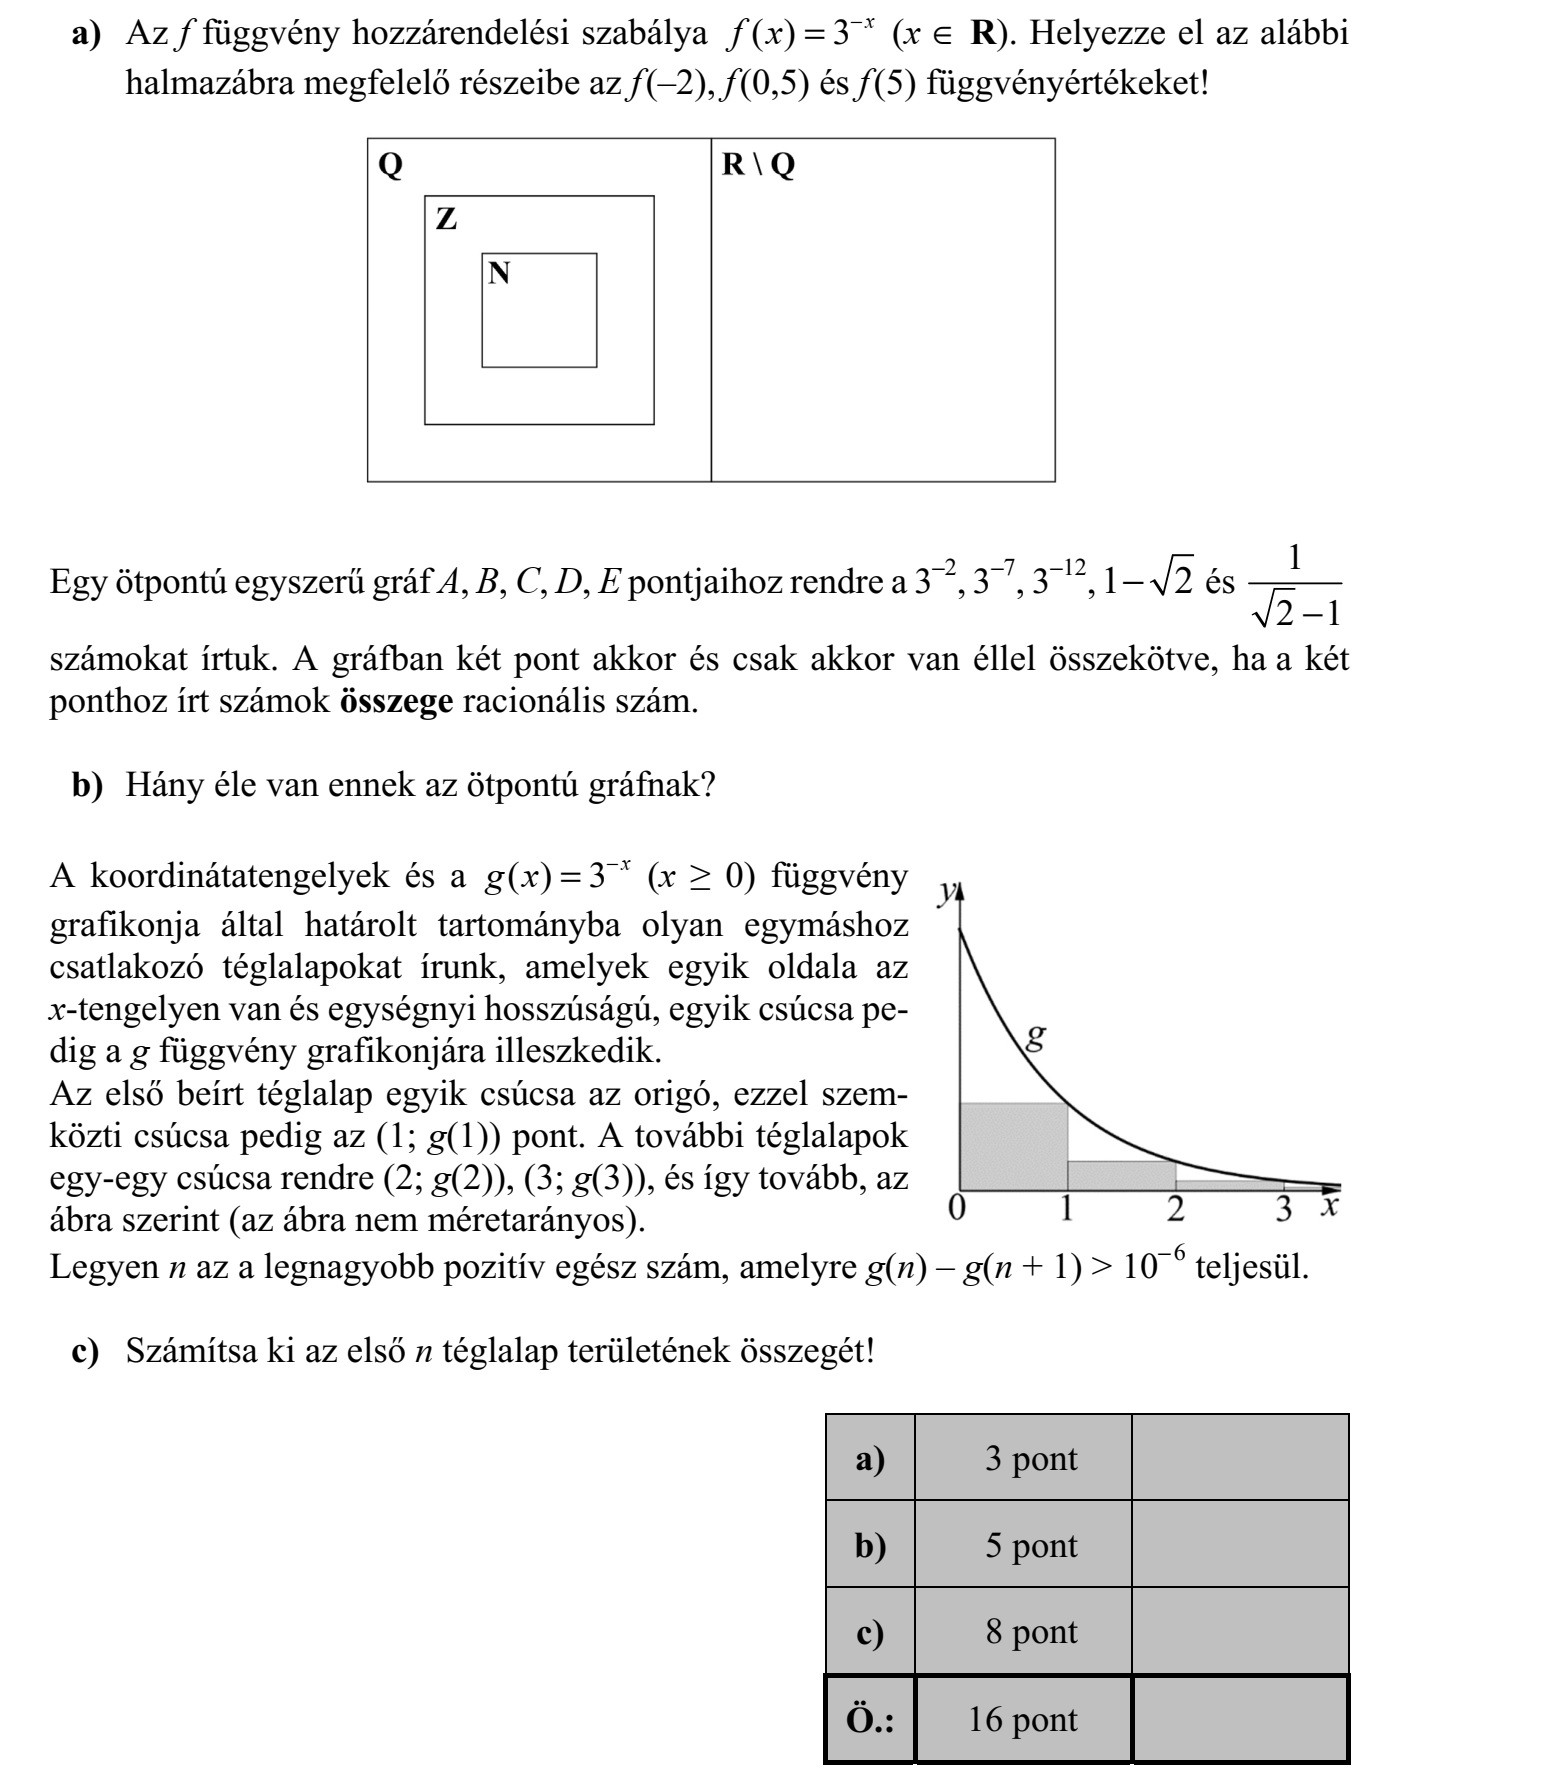 a) Az f függvény hozzárendelési szabálya f(x) = 3⁻ˣ (x ∈ R). Helyezze el az alábbi
halmazábra megfelelő részeibe az f(–2), f(0,5) és f(5) függvényértékeket!
Q
R \ Q
Z
N
Egy ötpontú egyszerű gráf A, B, C, D, E pontjaihoz rendre a 3⁻², 3⁻⁷, 3⁻¹², 1−√2 és 1/(√2−1)
számokat írtuk. A gráfban két pont akkor és csak akkor van éllel összekötve, ha a két
ponthoz írt számok összege racionális szám.
b) Hány éle van ennek az ötpontú gráfnak?
A koordinátatengelyek és a g(x) = 3⁻ˣ (x ≥ 0) függvény
grafikonja által határolt tartományba olyan egymáshoz
csatlakozó téglalapokat írunk, amelyek egyik oldala az
x-tengelyen van és egységnyi hosszúságú, egyik csúcsa pe-
dig a g függvény grafikonjára illeszkedik.
Az első beírt téglalap egyik csúcsa az origó, ezzel szem-
közti csúcsa pedig az (1; g(1)) pont. A további téglalapok
egy-egy csúcsa rendre (2; g(2)), (3; g(3)), és így tovább, az
ábra szerint (az ábra nem méretarányos).
y
g
0 1 2 3 x
Legyen n az a legnagyobb pozitív egész szám, amelyre g(n) – g(n + 1) > 10⁻⁶ teljesül.
c) Számítsa ki az első n téglalap területének összegét!
a) 3 pont
b) 5 pont
c) 8 pont
Ö.: 16 pont